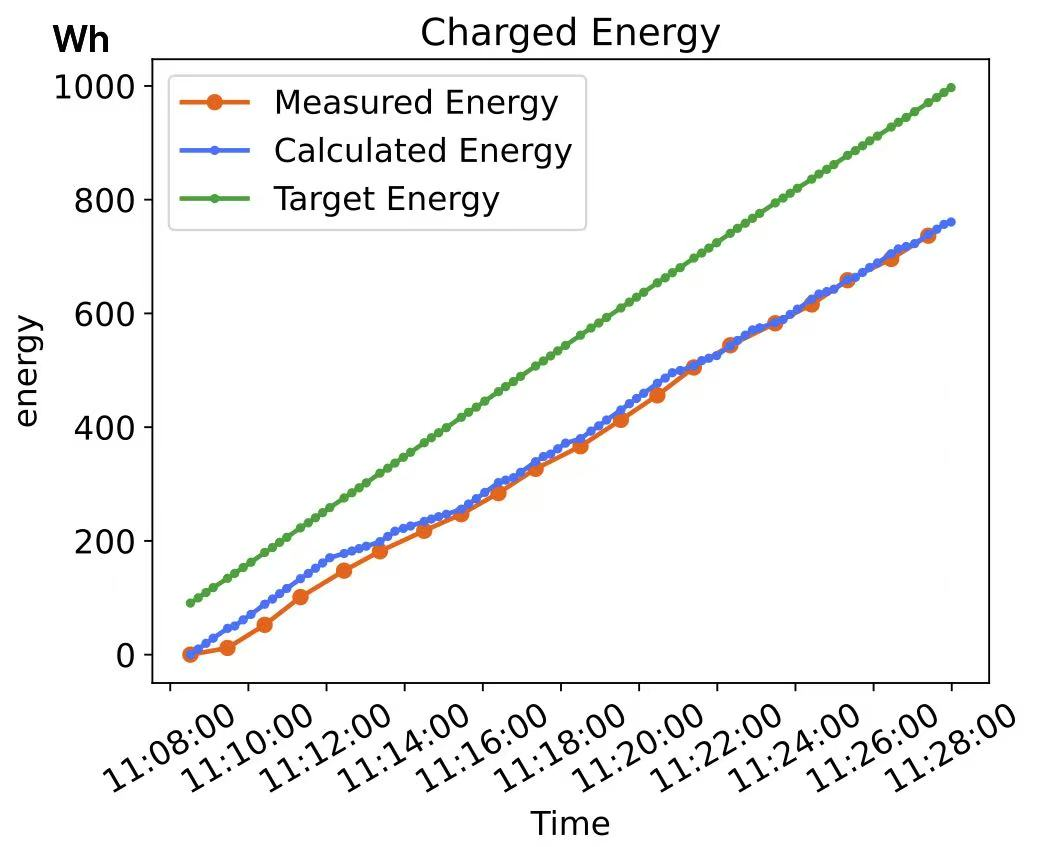 Wh
Charged Energy
1000
800
600
400
200
0
energy
Measured Energy
Calculated Energy
Target Energy
11:08:00
11:10:00
11:12:00
11:14:00
11:16:00
11:18:00
11:20:00
11:22:00
11:24:00
11:26:00
11:28:00
Time